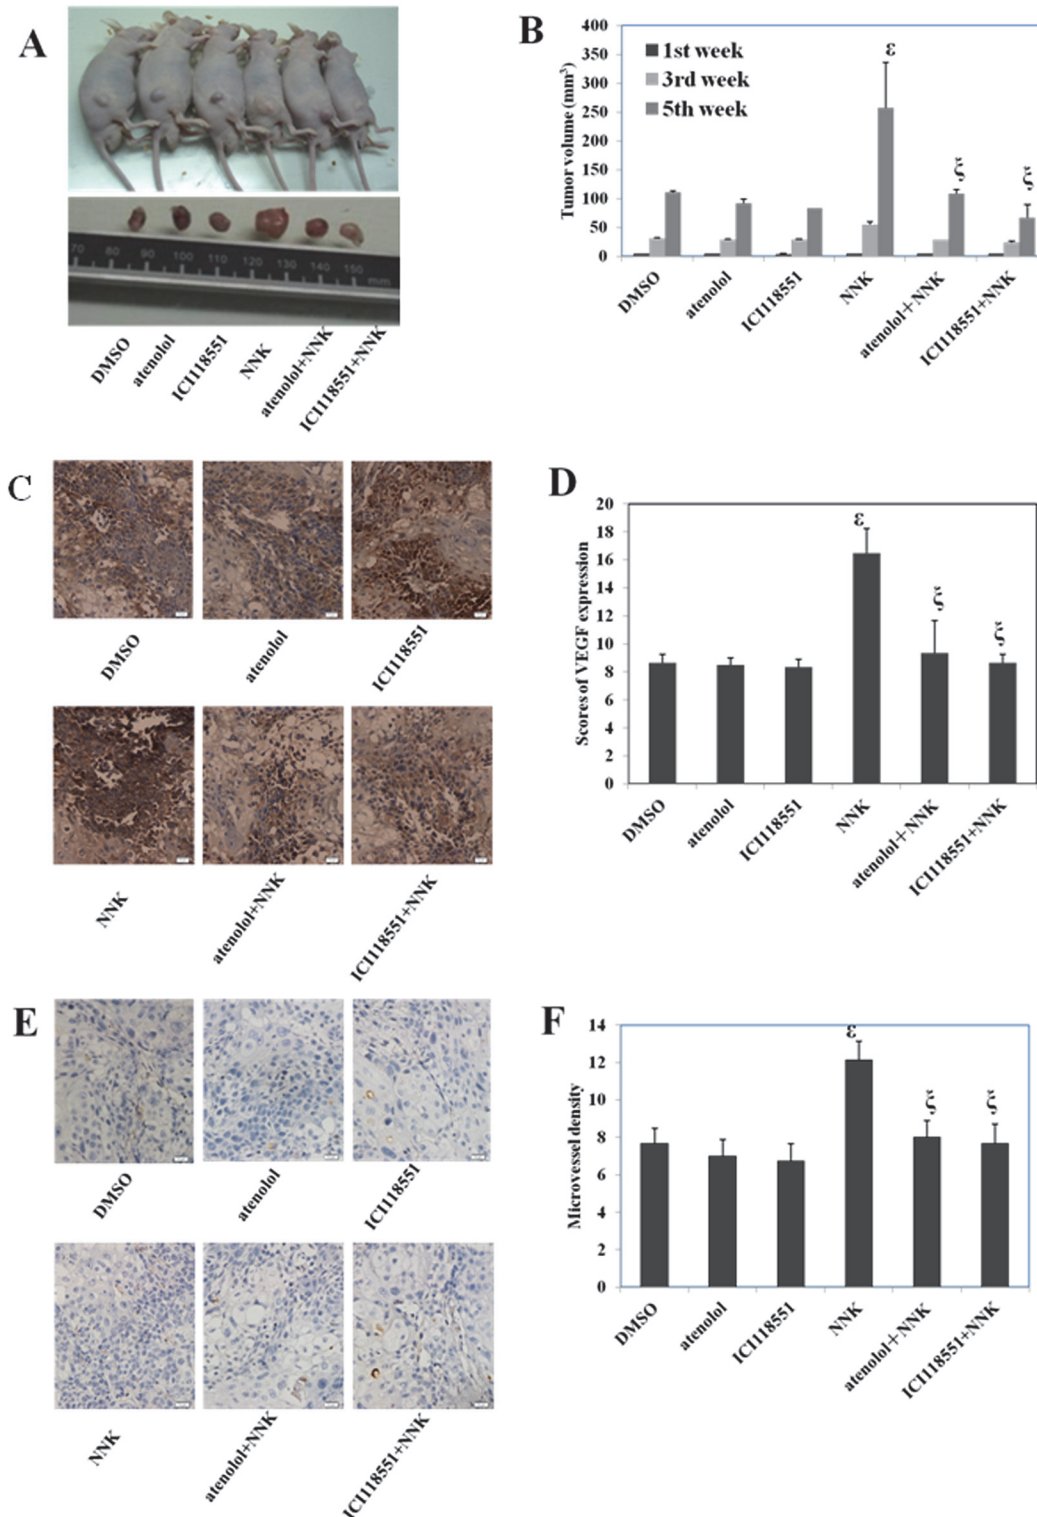 A
70 80 90 100 110 120 130 140 150
mm
DMSO
atenolol
ICI118551
NNK
atenolol+NNK
ICI118551+NNK
B
Tumor volume (mm³)
400
350
300
250
200
150
100
50
0
1st week
3rd week
5th week
ε
ξ
ξ
DMSO
atenolol
ICI118551
NNK
atenolol+NNK
ICI118551+NNK
C
DMSO
atenolol
ICI118551
NNK
atenolol+NNK
ICI118551+NNK
D
Scores of VEGF expression
20
18
16
14
12
10
8
6
4
2
0
ε
ξ
ξ
DMSO
atenolol
ICI118551
NNK
atenolol+NNK
ICI118551+NNK
E
DMSO
atenolol
ICI118551
NNK
atenolol+NNK
ICI118551+NNK
F
Microvessel density
14
12
10
8
6
4
2
0
ε
ξ
ξ
DMSO
atenolol
ICI118551
NNK
atenolol+NNK
ICI118551+NNK